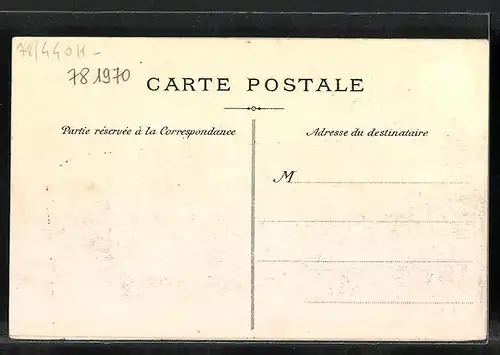 78/440H-
781970
CARTE POSTALE
Partie réservée à la Correspondance
Adresse du destinataire
M